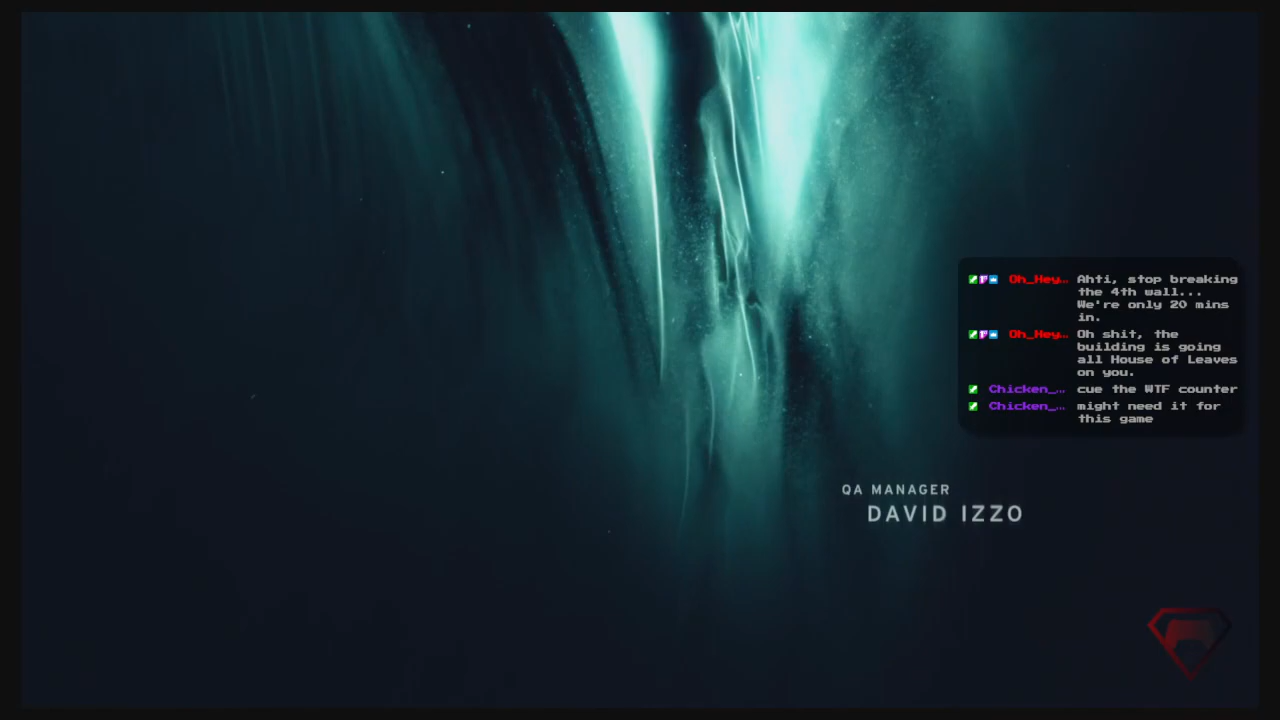 Oh_Hey… Ahti, stop breaking
the 4th wall...
We're only 20 mins
in.
Oh_Hey… Oh shit, the
building is going
all House of Leaves
on you.
Chicken_… cue the WTF counter
Chicken_… might need it for
this game
QA MANAGER
DAVID IZZO